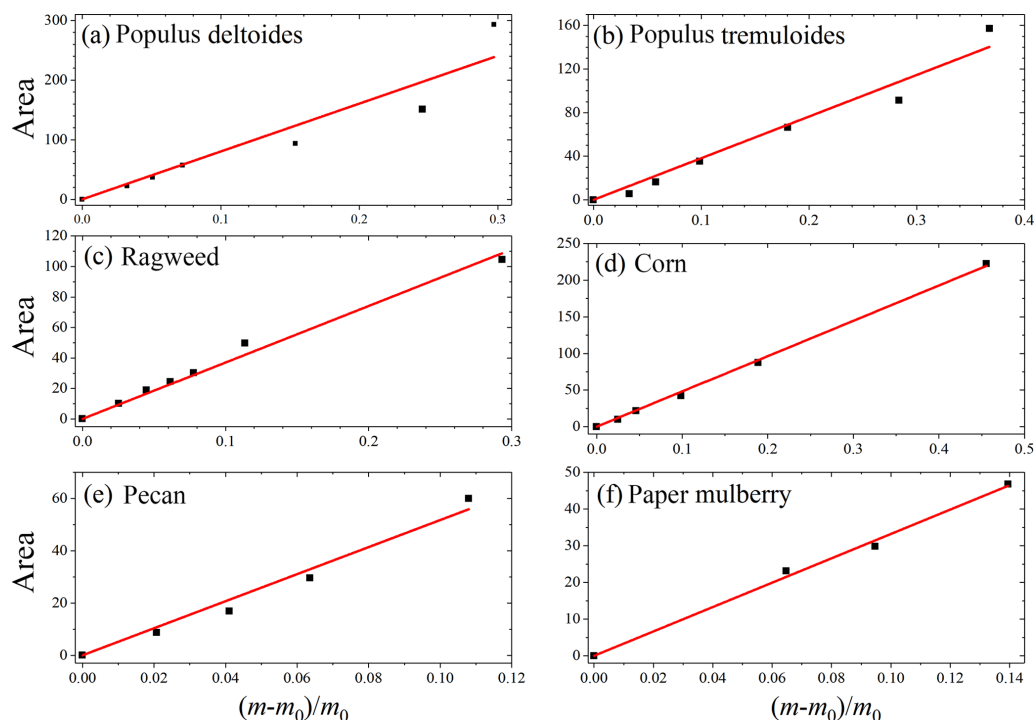 (a) Populus deltoides
Area
300
200
100
0
0.0 0.1 0.2 0.3
(b) Populus tremuloides
160
120
80
40
0
0.0 0.1 0.2 0.3 0.4
(c) Ragweed
Area
120
100
80
60
40
20
0
0.0 0.1 0.2 0.3
(d) Corn
250
200
150
100
50
0
0.0 0.1 0.2 0.3 0.4 0.5
(e) Pecan
Area
60
40
20
0
0.00 0.02 0.04 0.06 0.08 0.10 0.12
(m-m0)/m0
(f) Paper mulberry
50
40
30
20
10
0
0.00 0.02 0.04 0.06 0.08 0.10 0.12 0.14
(m-m0)/m0